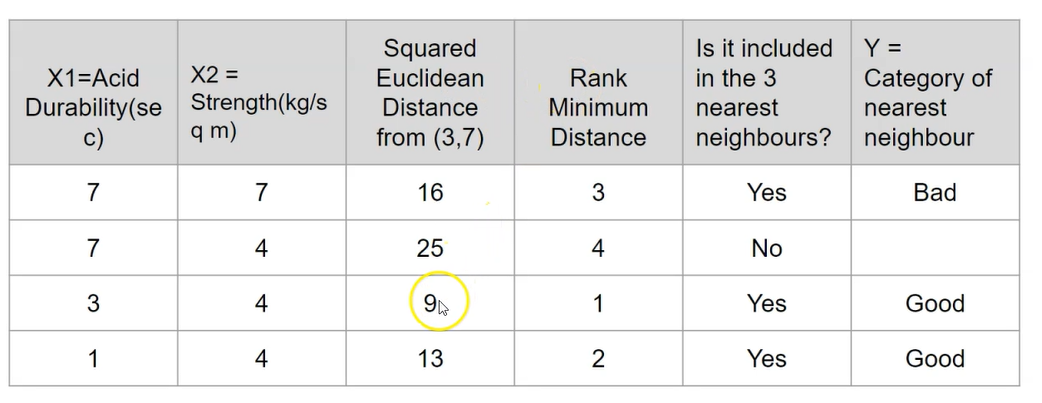 X1=Acid Durability(sec) X2 = Strength(kg/sq m) Squared Euclidean Distance from (3,7) Rank Minimum Distance Is it included in the 3 nearest neighbours? Y = Category of nearest neighbour
7 7 16 3 Yes Bad
7 4 25 4 No
3 4 9 1 Yes Good
1 4 13 2 Yes Good